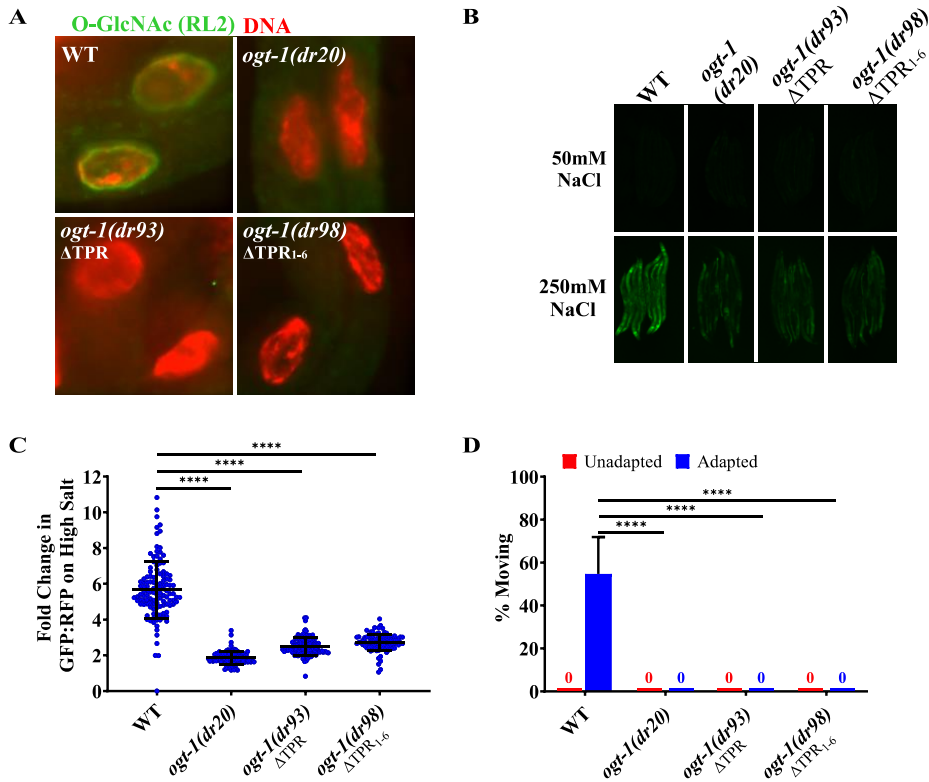 A
O-GlcNAc (RL2) DNA
WT
ogt-1(dr20)
ogt-1(dr93)
ΔTPR
ogt-1(dr98)
ΔTPR1-6
B
WT
ogt-1
(dr20)
ogt-1(dr93)
ΔTPR
ogt-1(dr98)
ΔTPR1-6
50mM
NaCl
250mM
NaCl
C
****
****
****
Fold Change in
GFP:RFP on High Salt
12
10
8
6
4
2
0
WT
ogt-1(dr20)
ogt-1(dr93)
ΔTPR
ogt-1(dr98)
ΔTPR1-6
D
Unadapted
Adapted
****
****
****
% Moving
100
80
60
40
20
0
0 0 0 0 0 0 0
WT
ogt-1(dr20)
ogt-1(dr93)
ΔTPR
ogt-1(dr98)
ΔTPR1-6